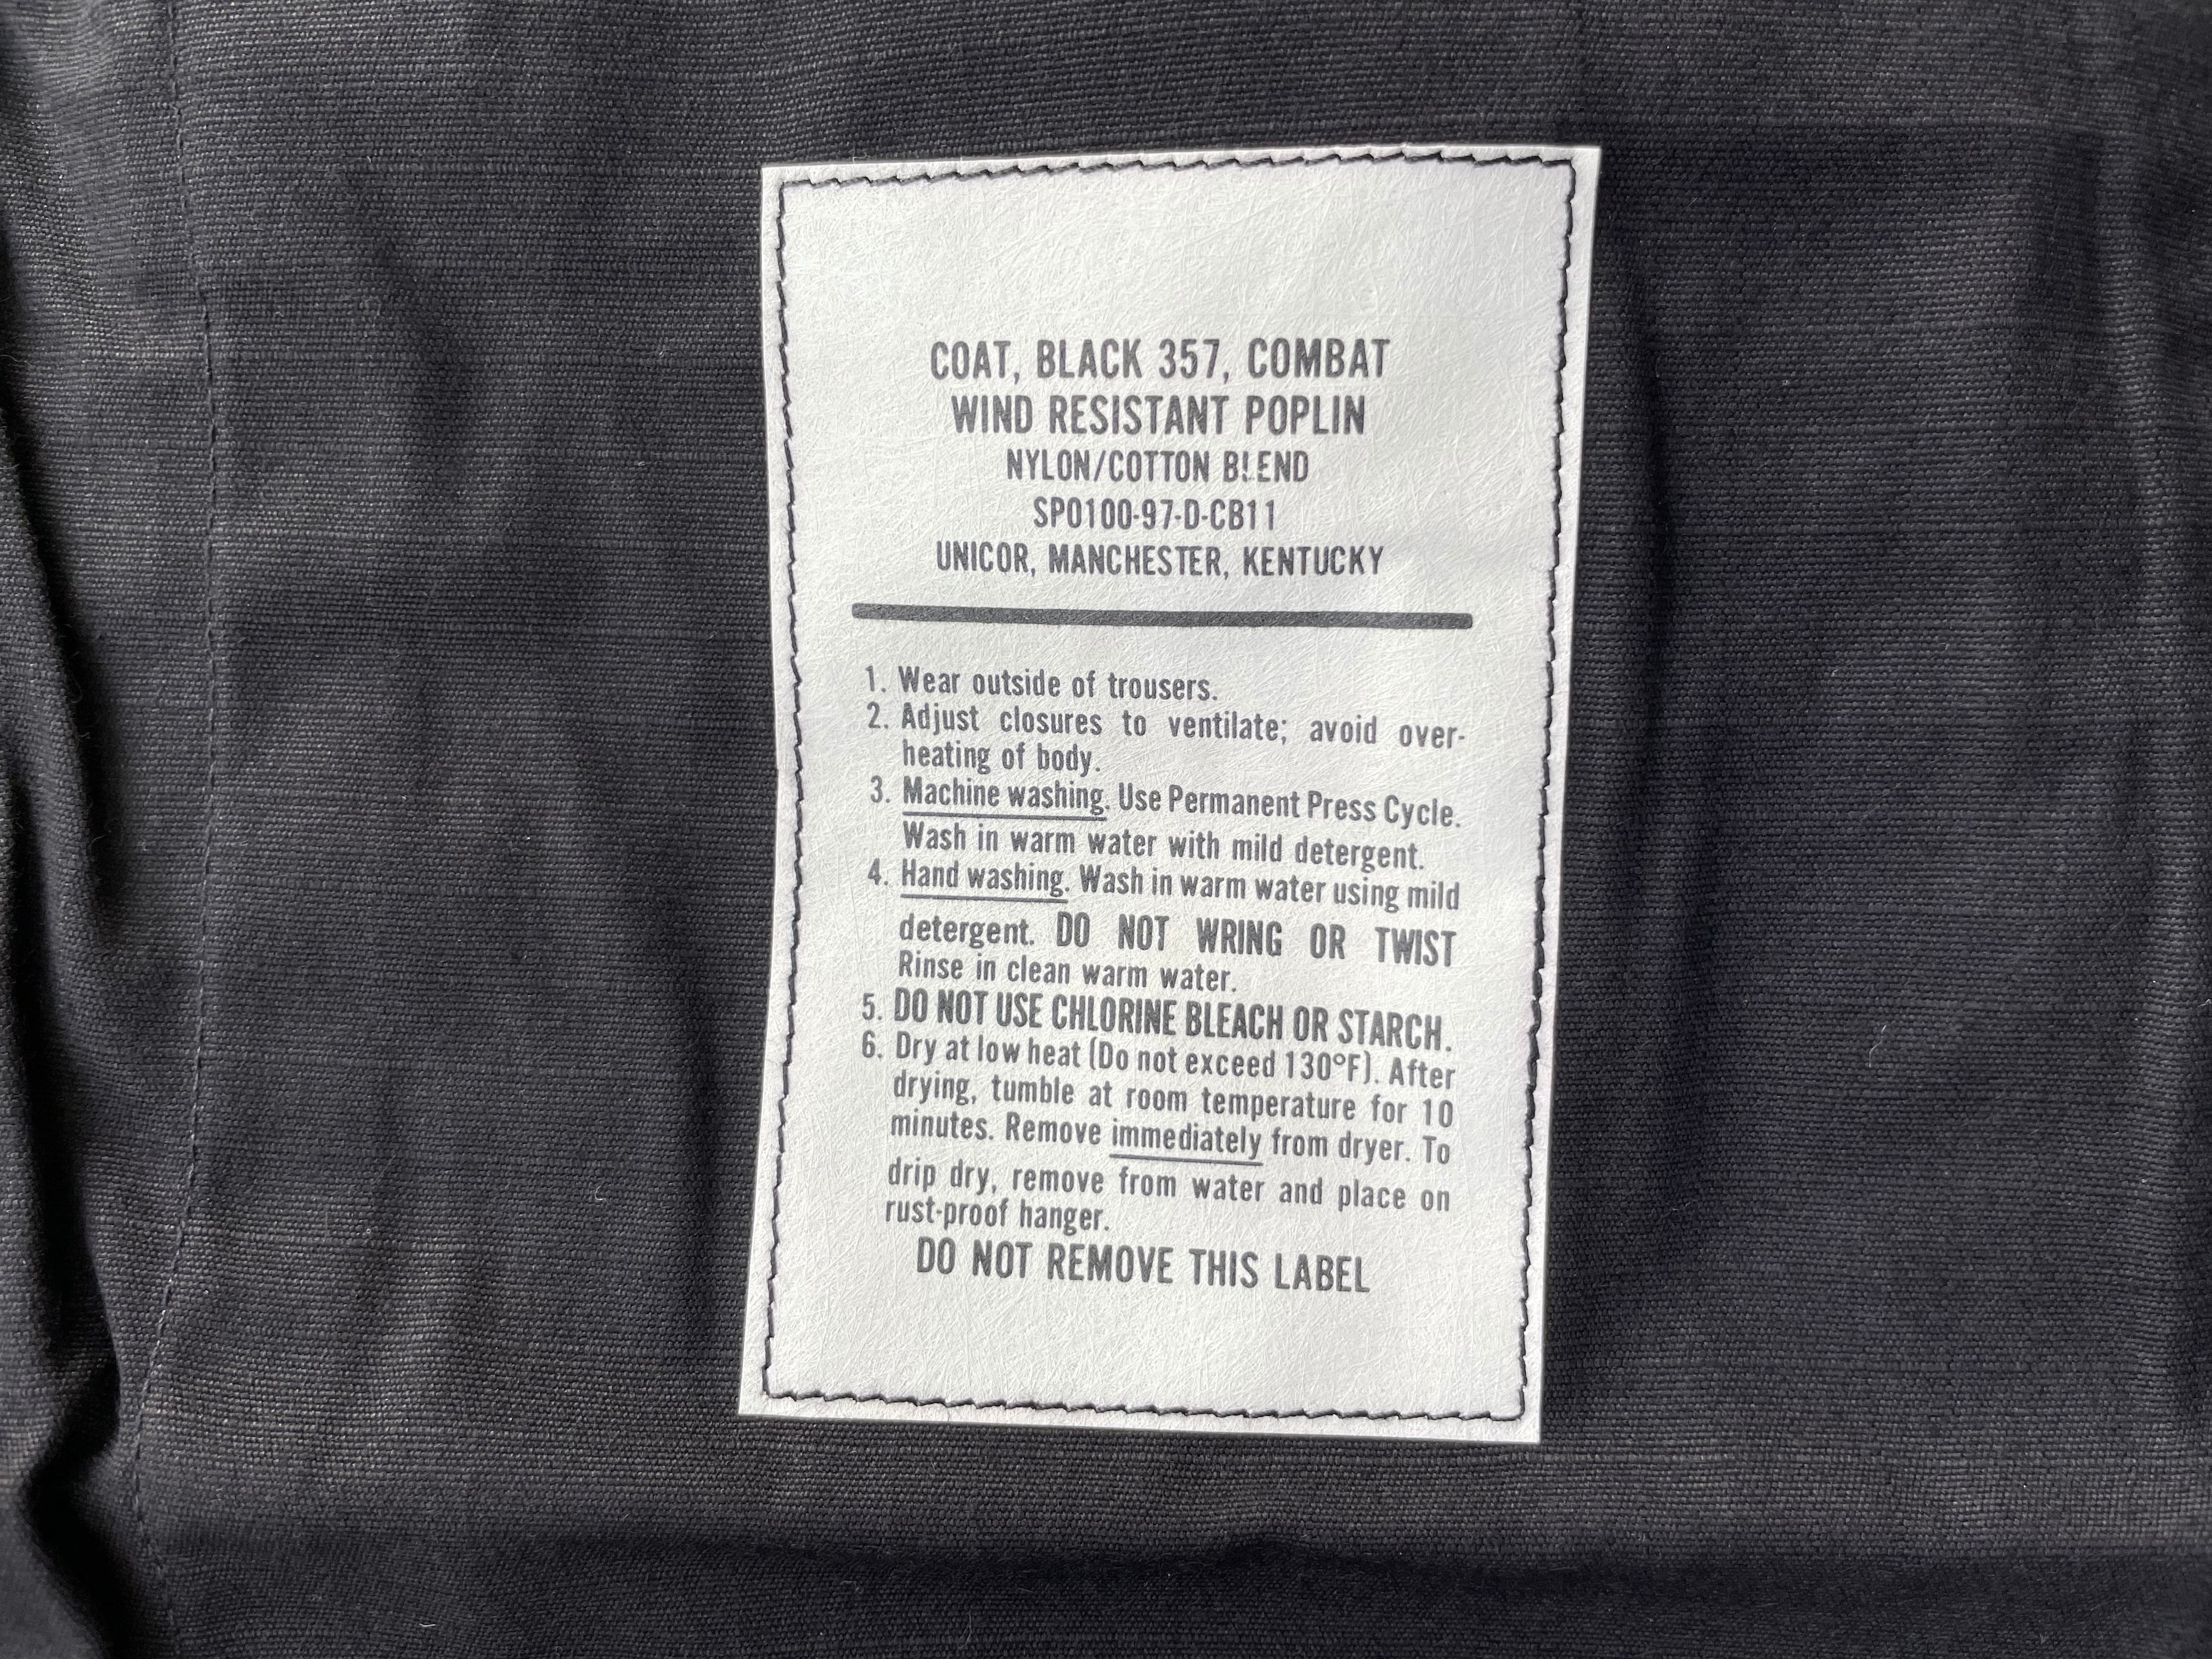 COAT, BLACK 357, COMBAT
WIND RESISTANT POPLIN
NYLON/COTTON BLEND
SPO100-97-D-CB11
UNICOR, MANCHESTER, KENTUCKY
1. Wear outside of trousers.
2. Adjust closures to ventilate; avoid over-
heating of body.
3. Machine washing. Use Permanent Press Cycle.
Wash in warm water with mild detergent.
4. Hand washing. Wash in warm water using mild
detergent. DO NOT WRING OR TWIST
Rinse in clean warm water.
5. DO NOT USE CHLORINE BLEACH OR STARCH.
6. Dry at low heat (Do not exceed 130°F). After
drying, tumble at room temperature for 10
minutes. Remove immediately from dryer. To
drip dry, remove from water and place on
rust-proof hanger.
DO NOT REMOVE THIS LABEL